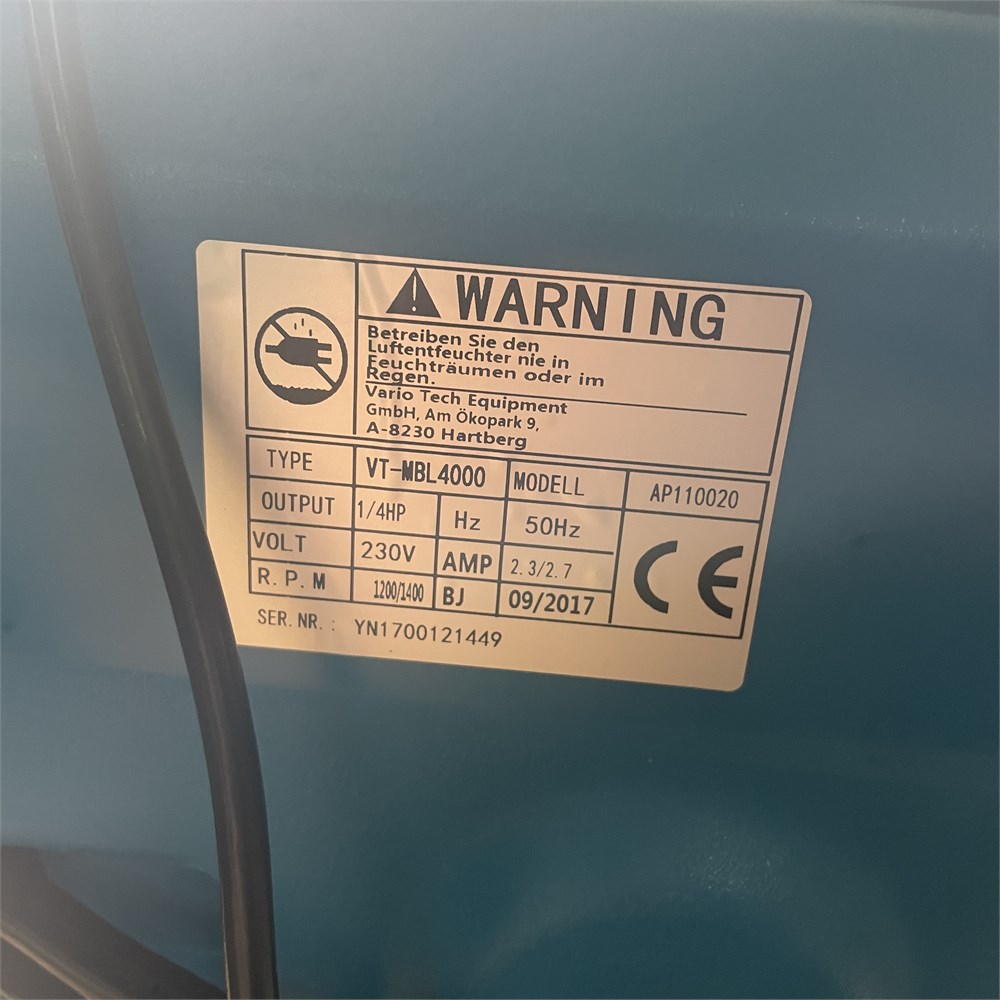 WARNING
Betreiben Sie den
Luftentfeuchter nie in
Feuchträumen oder im
Regen.
Vario Tech Equipment
GmbH, Am Ökopark 9,
A-8230 Hartberg
TYPE VT-MBL4000 MODELL AP110020
OUTPUT 1/4HP Hz 50Hz
VOLT 230V AMP 2.3/2.7 CE
R.P.M 1200/1400 BJ 09/2017
SER.NR.: YN1700121449